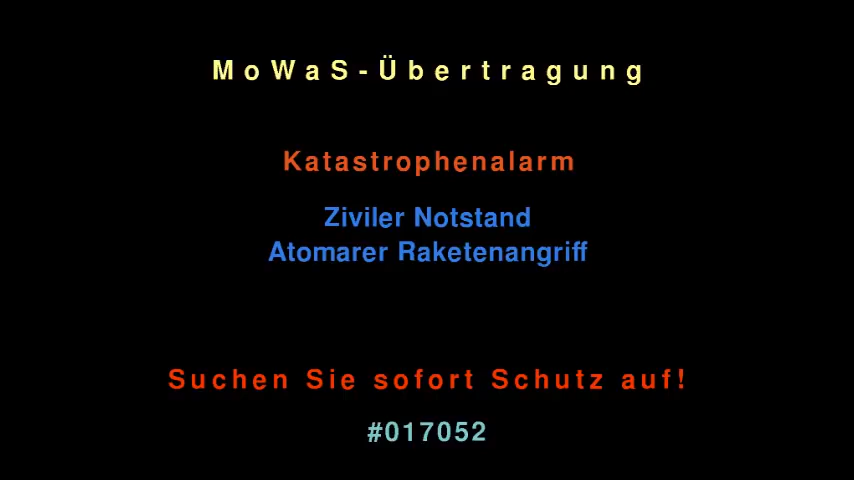 MoWaS-Übertragung
Katastrophenalarm
Ziviler Notstand
Atomarer Raketenangriff
Suchen Sie sofort Schutz auf!
#017052